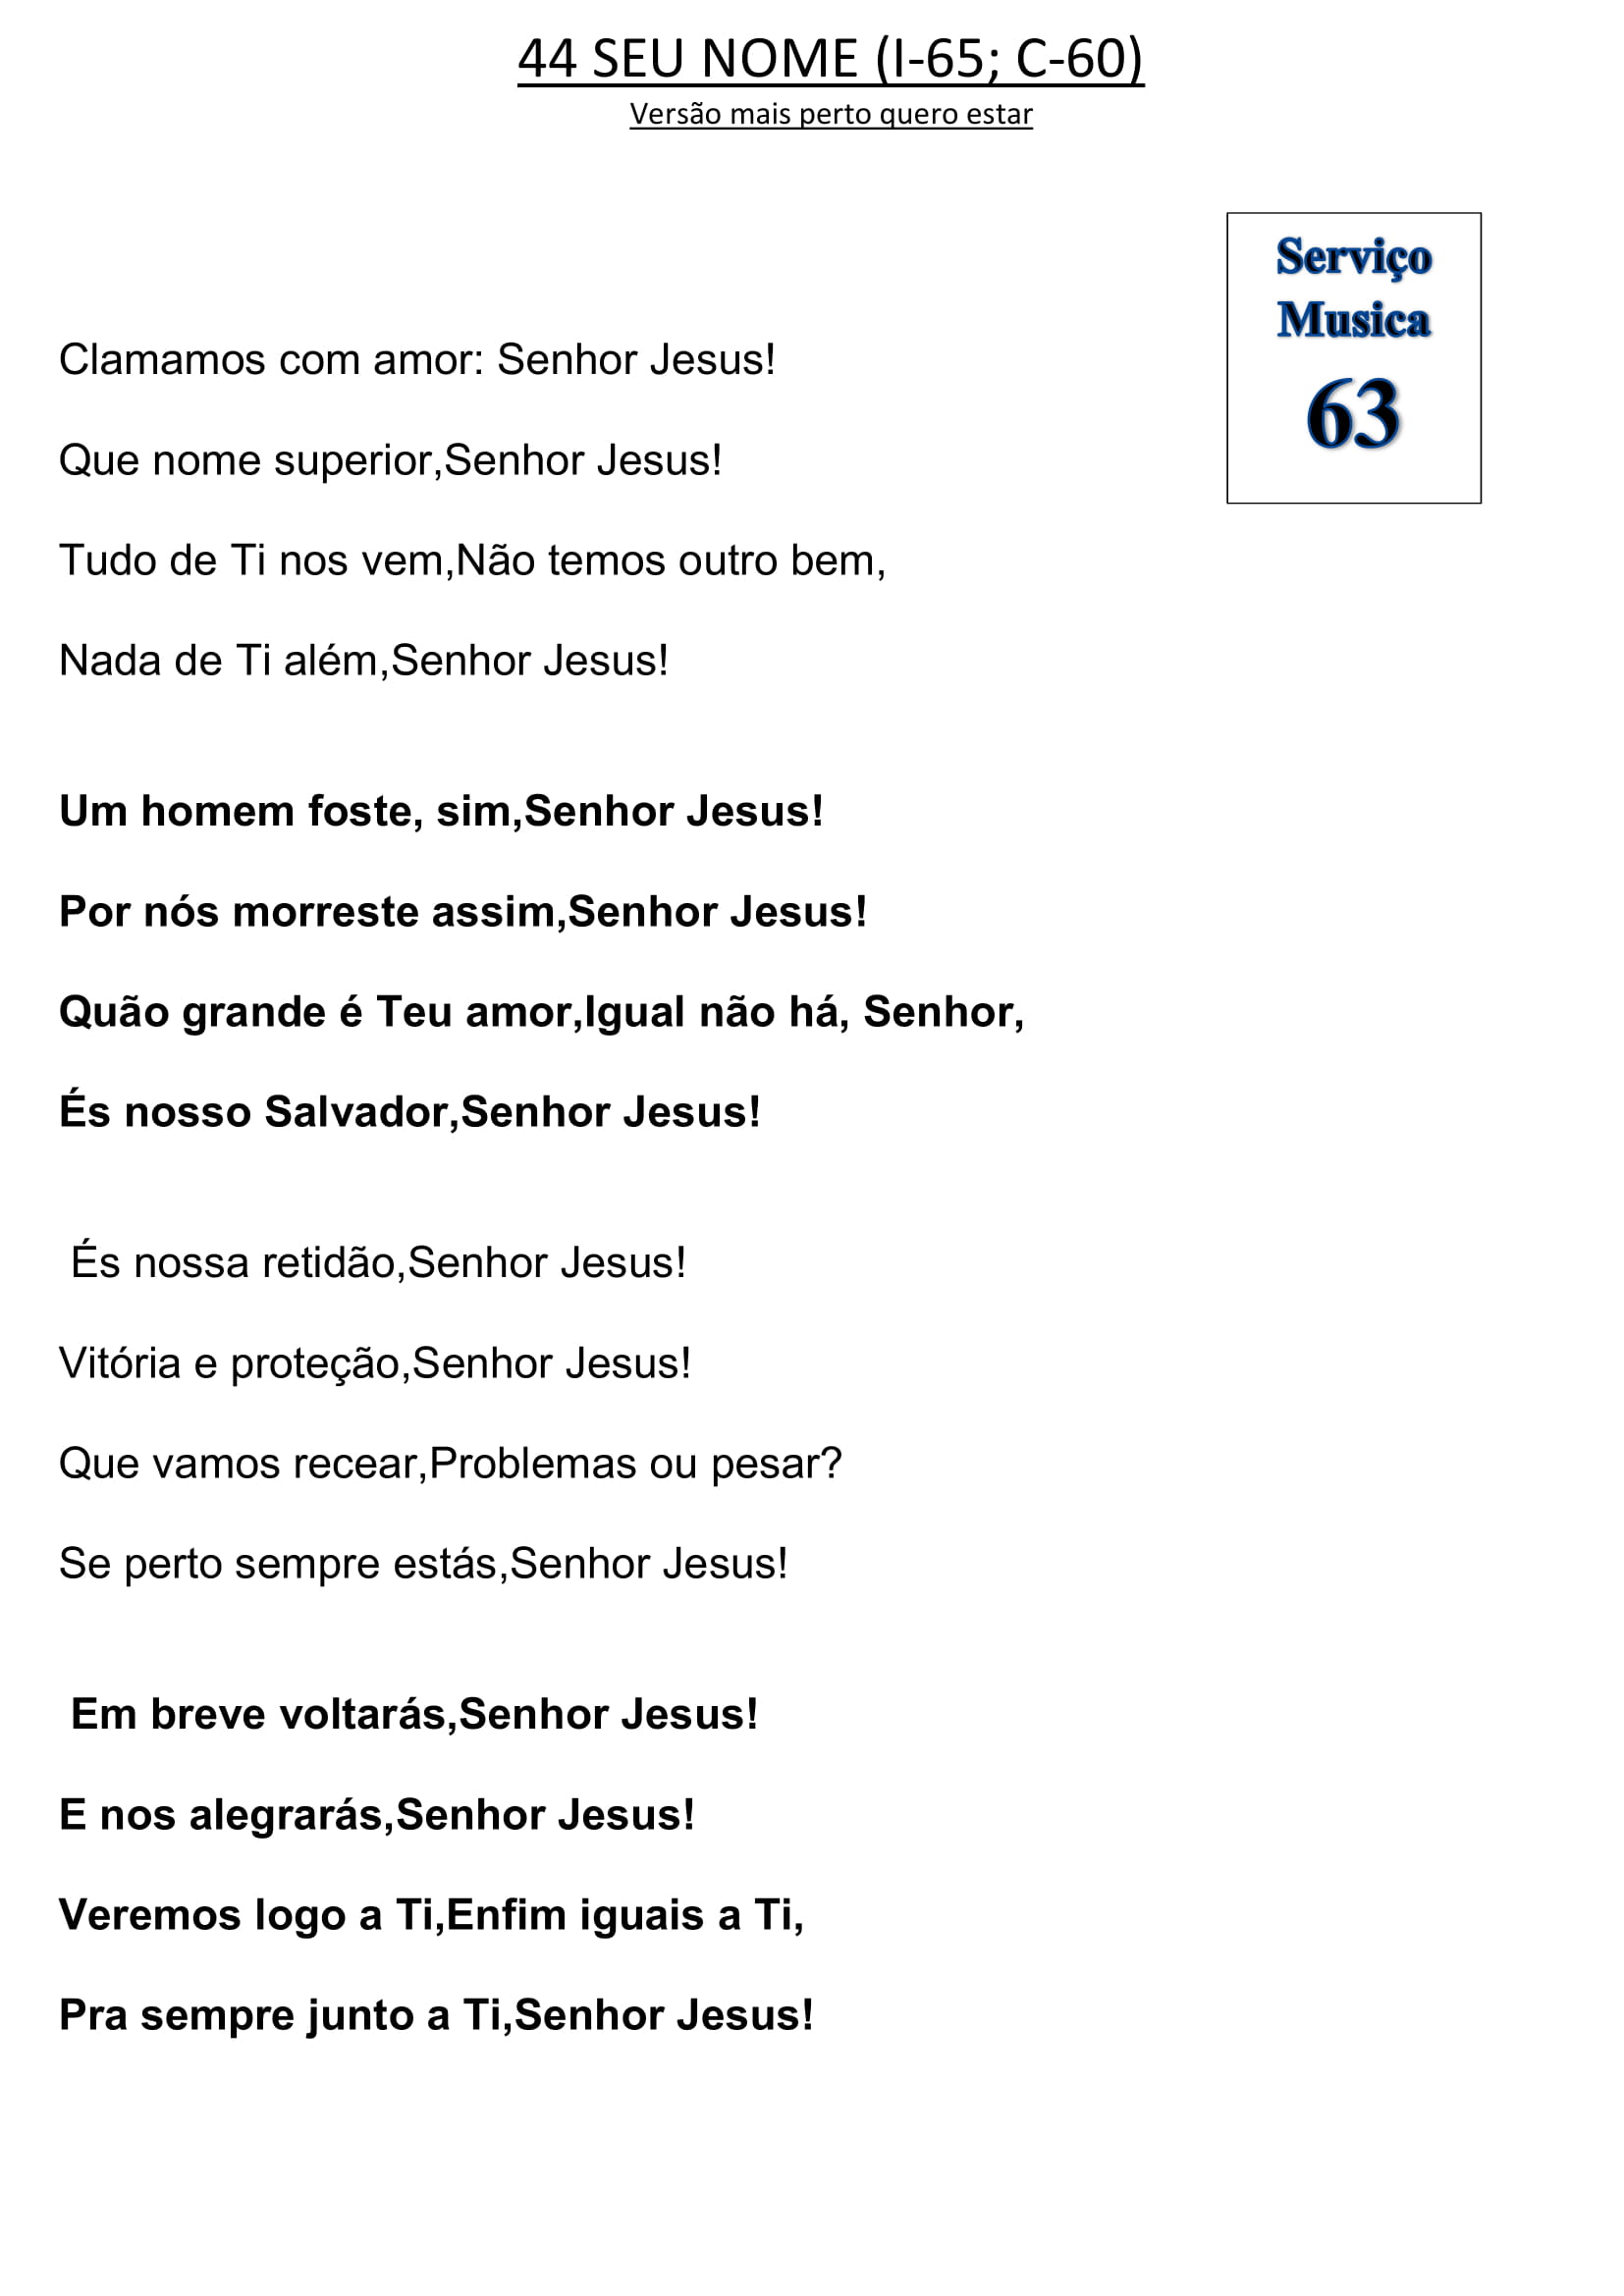 44 SEU NOME (I-65; C-60)
Versão mais perto quero estar
Serviço
Musica
63
Clamamos com amor: Senhor Jesus!
Que nome superior,Senhor Jesus!
Tudo de Ti nos vem,Não temos outro bem,
Nada de Ti além,Senhor Jesus!
Um homem foste, sim,Senhor Jesus!
Por nós morreste assim,Senhor Jesus!
Quão grande é Teu amor,Igual não há, Senhor,
És nosso Salvador,Senhor Jesus!
És nossa retidão,Senhor Jesus!
Vitória e proteção,Senhor Jesus!
Que vamos recear,Problemas ou pesar?
Se perto sempre estás,Senhor Jesus!
Em breve voltarás,Senhor Jesus!
E nos alegrarás,Senhor Jesus!
Veremos logo a Ti,Enfim iguais a Ti,
Pra sempre junto a Ti,Senhor Jesus!